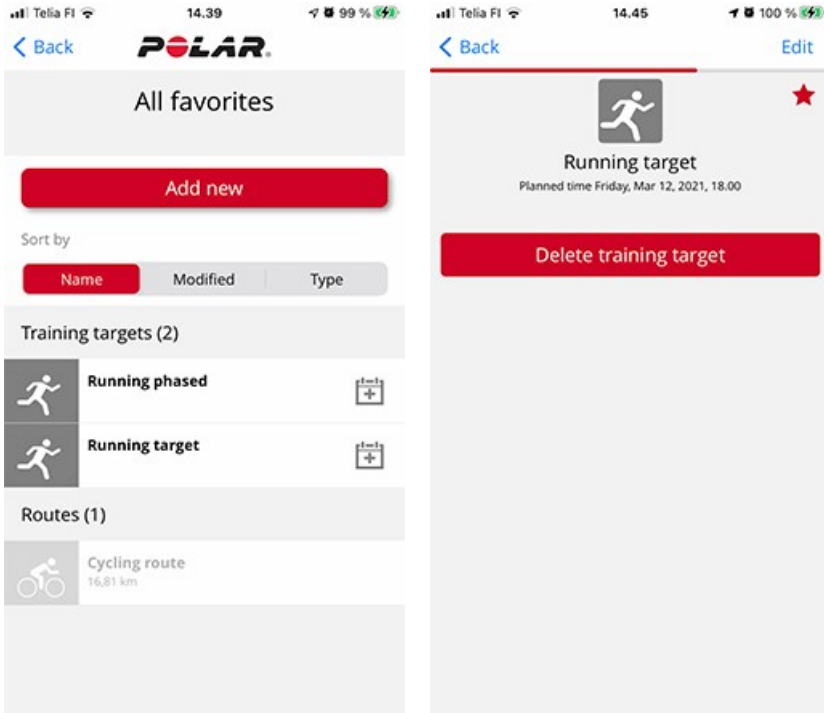 Telia FI 14.39 99 %
Back POLAR.
All favorites
Add new
Sort by
Name Modified Type
Training targets (2)
Running phased
Running target
Routes (1)
Cycling route
16,81 km
Telia FI 14.45 100 %
Back Edit
Running target
Planned time Friday, Mar 12, 2021, 18.00
Delete training target